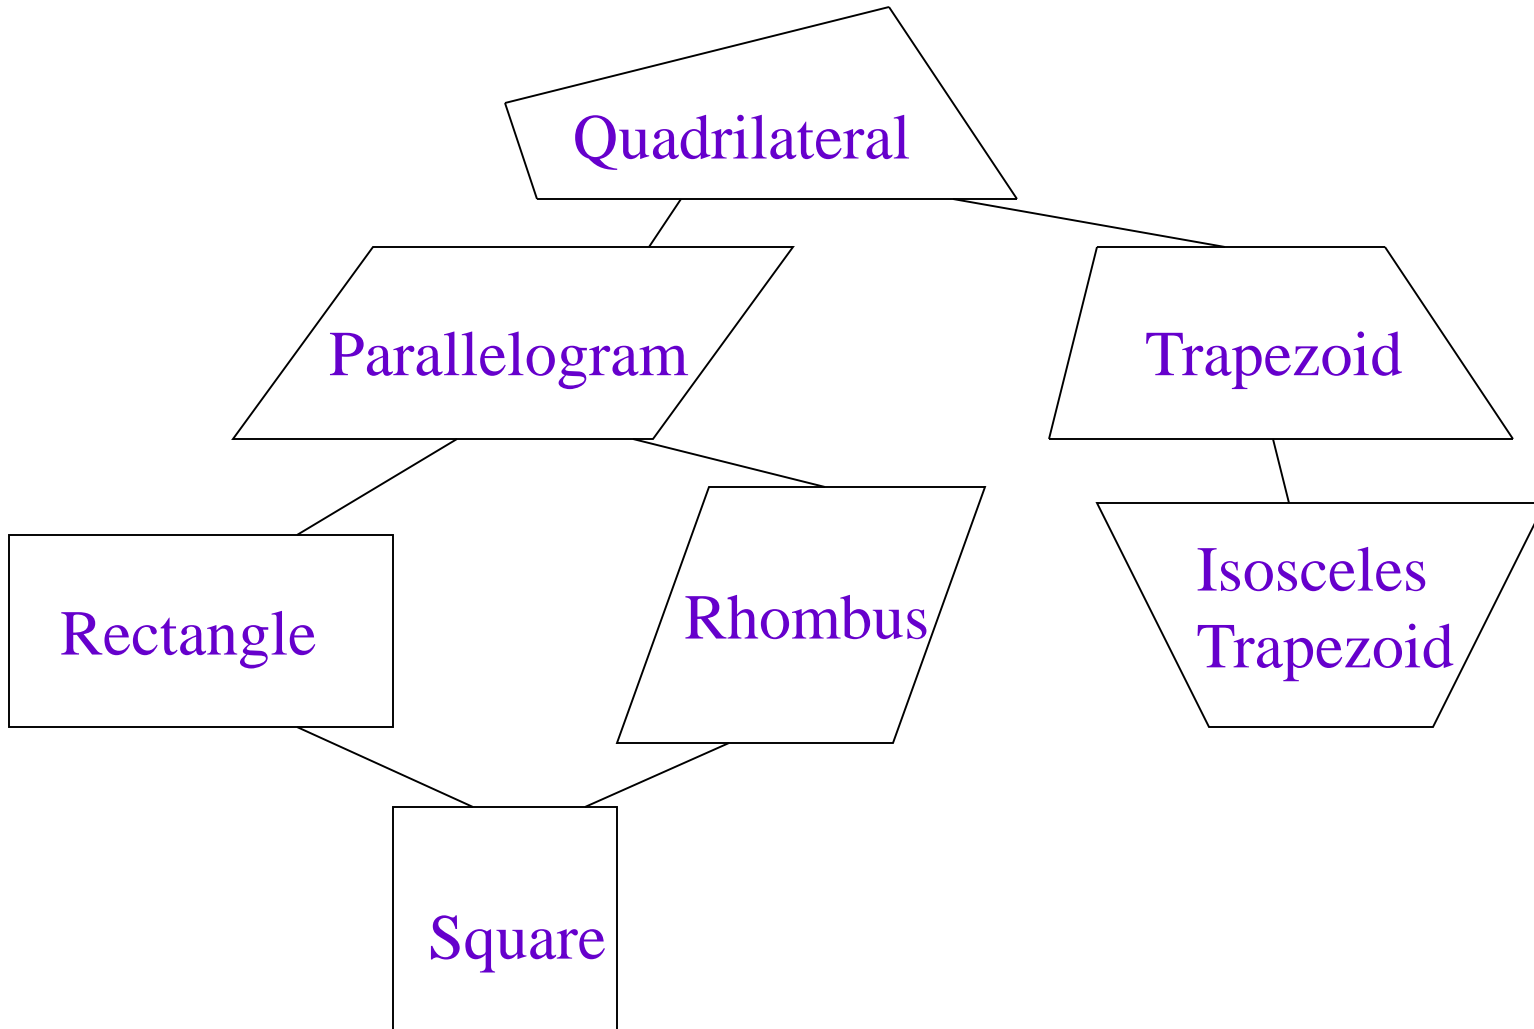 Quadrilateral
Parallelogram
Trapezoid
Rectangle
Rhombus
Isosceles
Trapezoid
Square